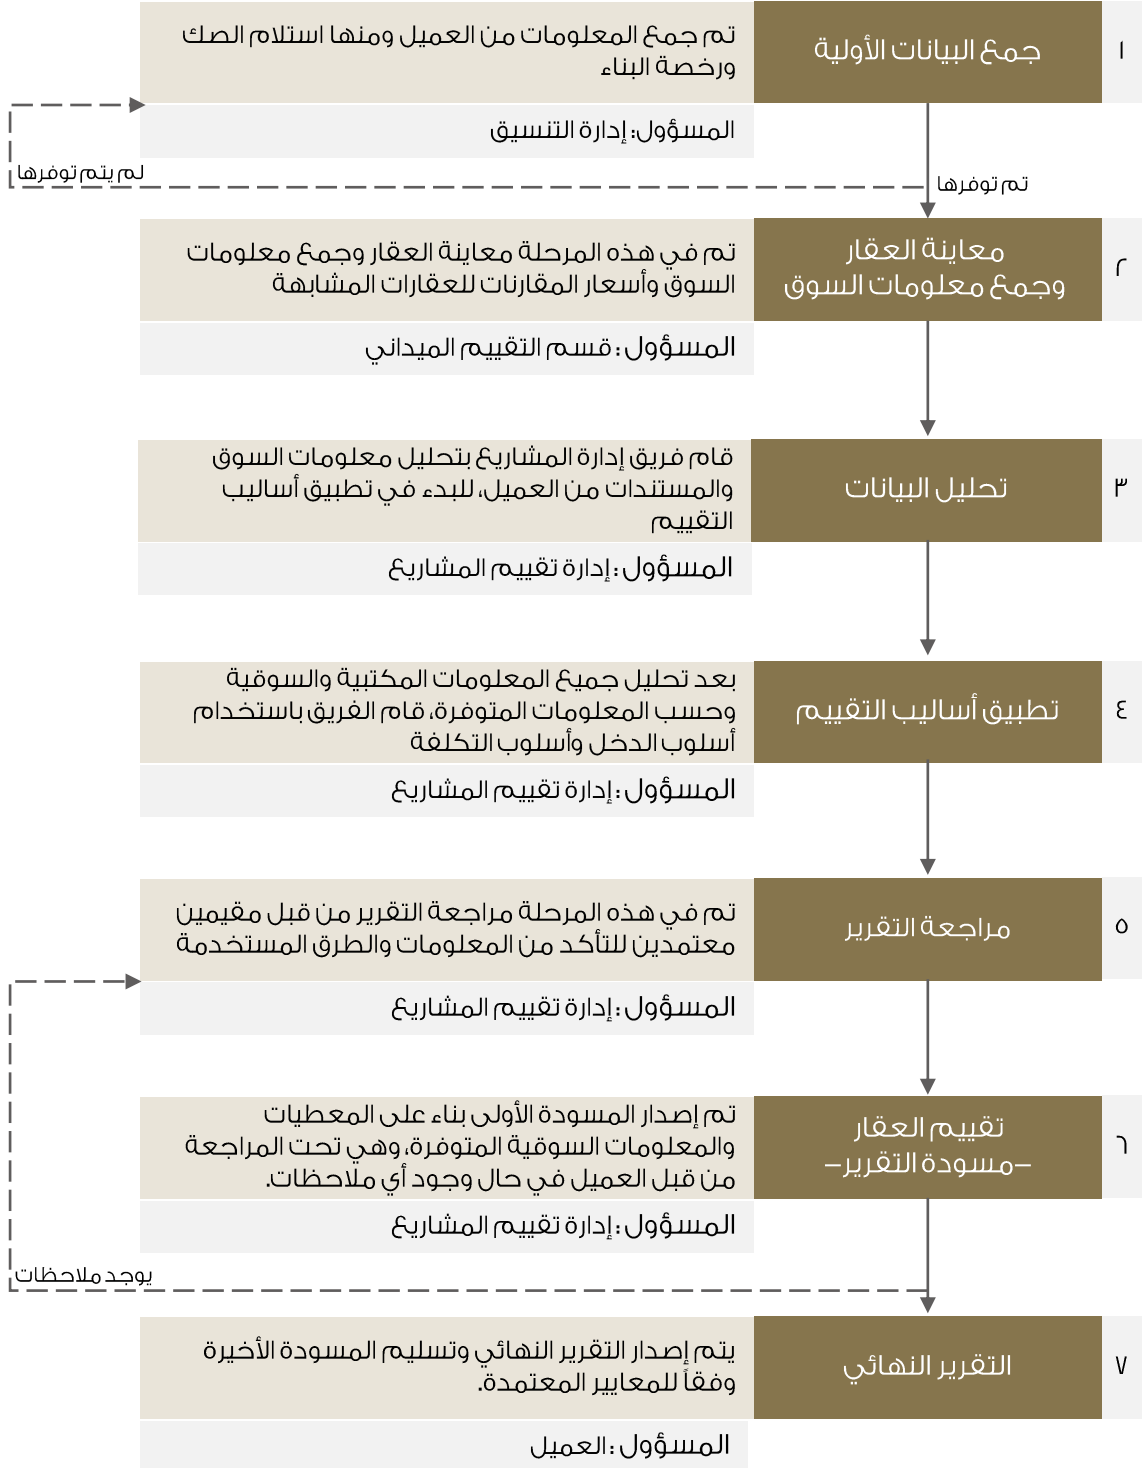 ١
جمع البيانات الأولية
تم جمع المعلومات من العميل ومنها استلام الصك
ورخصة البناء
المسؤول: إدارة التنسيق
لم يتم توفرها
تم توفرها
٢
معاينة العقار
وجمع معلومات السوق
تم في هذه المرحلة معاينة العقار وجمع معلومات
السوق وأسعار المقارنات للعقارات المشابهة
المسؤول : قسم التقييم الميداني
٣
تحليل البيانات
قام فريق إدارة المشاريع بتحليل معلومات السوق
والمستندات من العميل، للبدء في تطبيق أساليب
التقييم
المسؤول : إدارة تقييم المشاريع
٤
تطبيق أساليب التقييم
بعد تحليل جميع المعلومات المكتبية والسوقية
وحسب المعلومات المتوفرة، قام الفريق باستخدام
أسلوب الدخل وأسلوب التكلفة
المسؤول : إدارة تقييم المشاريع
٥
مراجعة التقرير
تم في هذه المرحلة مراجعة التقرير من قبل مقيمين
معتمدين للتأكد من المعلومات والطرق المستخدمة
المسؤول : إدارة تقييم المشاريع
٦
تقييم العقار
–مسودة التقرير–
تم إصدار المسودة الأولى بناء على المعطيات
والمعلومات السوقية المتوفرة، وهي تحت المراجعة
من قبل العميل في حال وجود أي ملاحظات.
المسؤول : إدارة تقييم المشاريع
يوجد ملاحظات
٧
التقرير النهائي
يتم إصدار التقرير النهائي وتسليم المسودة الأخيرة
وفقاً للمعايير المعتمدة.
المسؤول : العميل